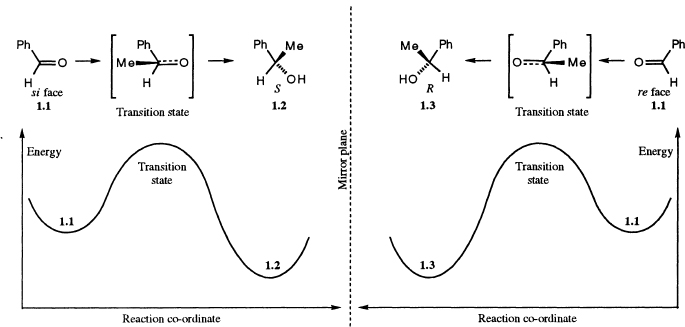 Ph
O
H
si face
1.1
Ph
Me
O
H
Transition state
Ph
Me
H
OH
S
1.2
Me
Ph
HO
H
R
1.3
Ph
O
Me
H
Transition state
Ph
O
H
re face
1.1
Energy
Transition
state
1.1
1.2
Reaction co-ordinate
Mirror plane
Energy
Transition
state
1.1
1.3
Reaction co-ordinate